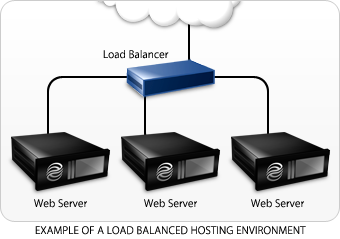 Load Balancer
Web Server
Web Server
Web Server
EXAMPLE OF A LOAD BALANCED HOSTING ENVIRONMENT